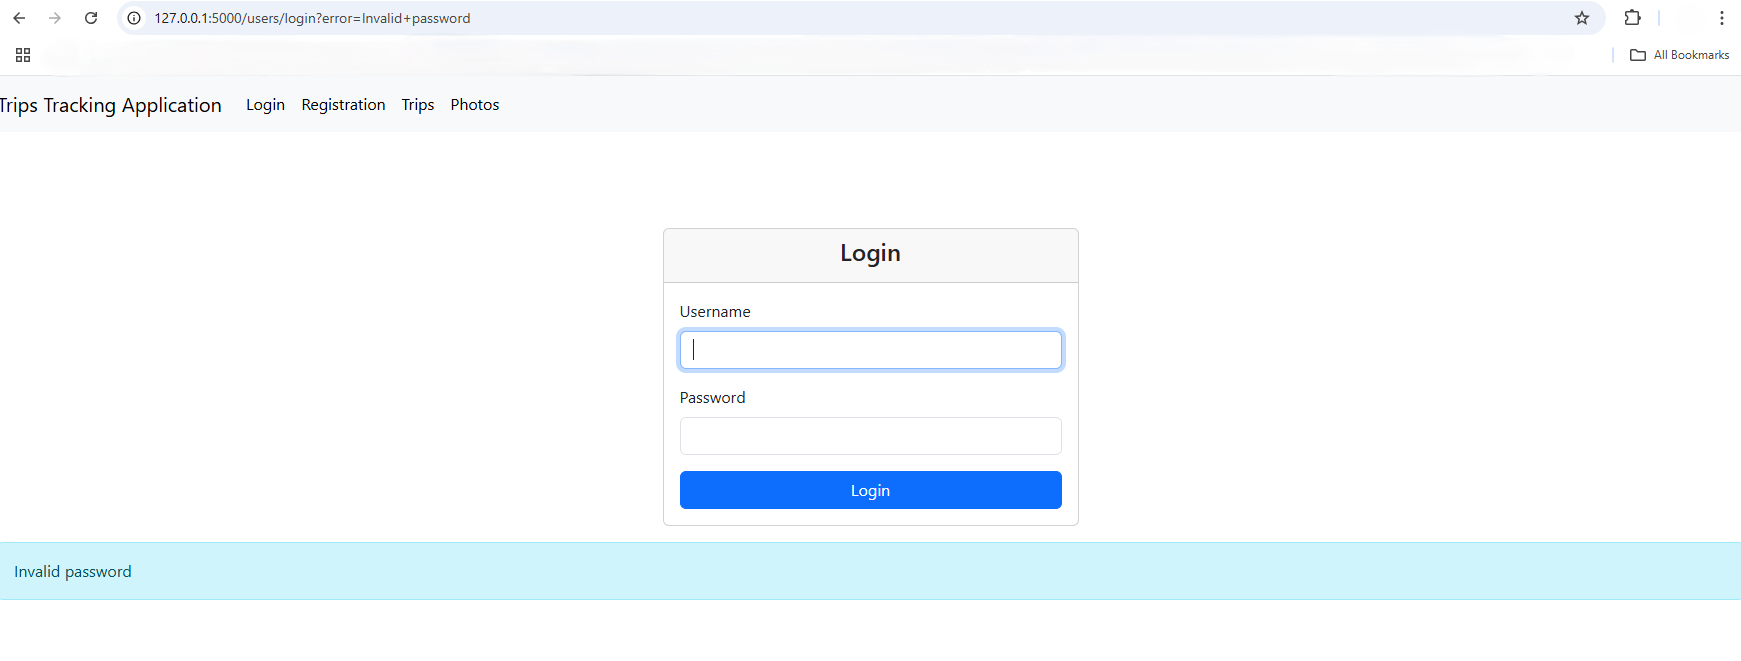 127.0.0.1:5000/users/login?error=Invalid+password
All Bookmarks
Trips Tracking Application Login Registration Trips Photos
Login
Username
Password
Login
Invalid password